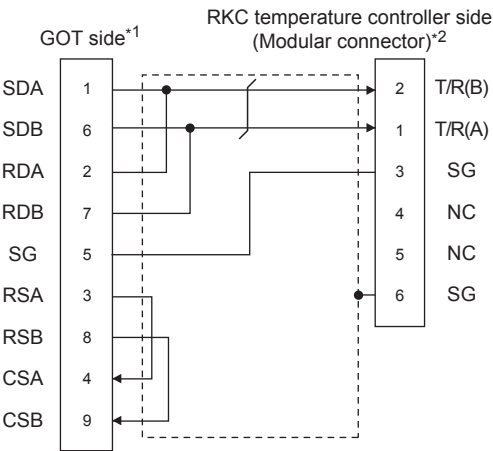 RKC temperature controller side
GOT side*1 (Modular connector)*2
SDA 1 2 T/R(B)
SDB 6 1 T/R(A)
RDA 2 3 SG
RDB 7 4 NC
SG 5 5 NC
RSA 3 6 SG
RSB 8
CSA 4
CSB 9